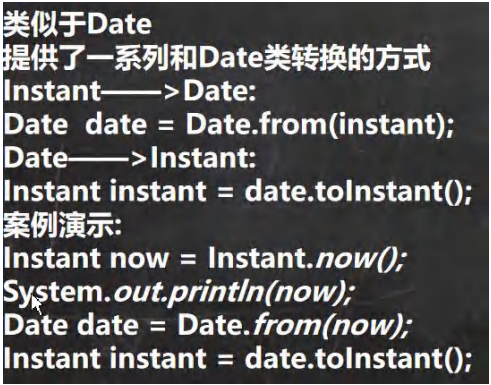 类似于Date
提供了一系列和Date类转换的方式
Instant——>Date:
Date date = Date.from(instant);
Date——>Instant:
Instant instant = date.toInstant();
案例演示:
Instant now = Instant.now();
System.out.println(now);
Date date = Date.from(now);
Instant instant = date.toInstant();